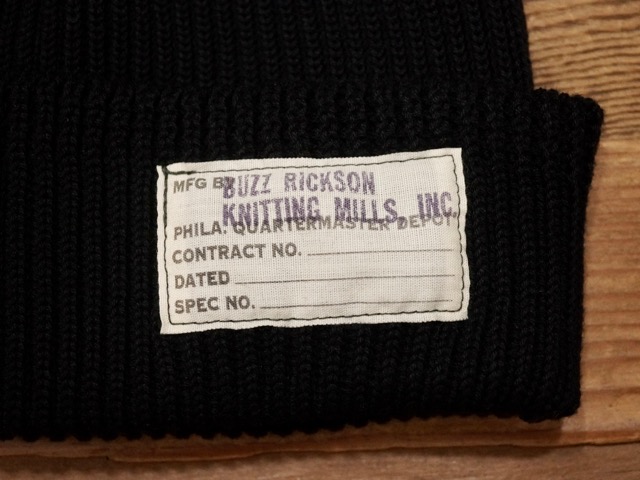 MFG BY BUZZ RICKSON
KNITTING MILLS, INC.
PHILA. QUARTERMASTER DEPOT
CONTRACT NO.
DATED
SPEC NO.